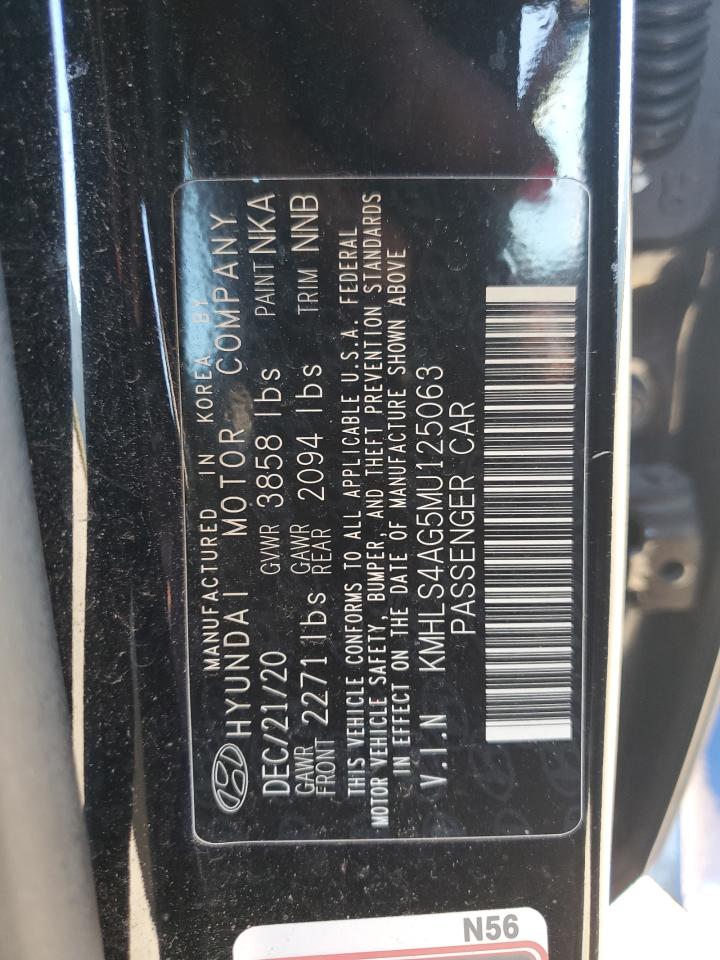 MANUFACTURED IN KOREA BY
HYUNDAI MOTOR COMPANY
DEC/21/20 GVWR 3858 lbs PAINT NKA
GAWR FRONT 2271 lbs GAWR REAR 2094 lbs TRIM NNB
THIS VEHICLE CONFORMS TO ALL APPLICABLE U.S.A. FEDERAL
MOTOR VEHICLE SAFETY, BUMPER, AND THEFT PREVENTION STANDARDS
IN EFFECT ON THE DATE OF MANUFACTURE SHOWN ABOVE
V.I.N KMHLS4AG5MU125063
PASSENGER CAR
N56